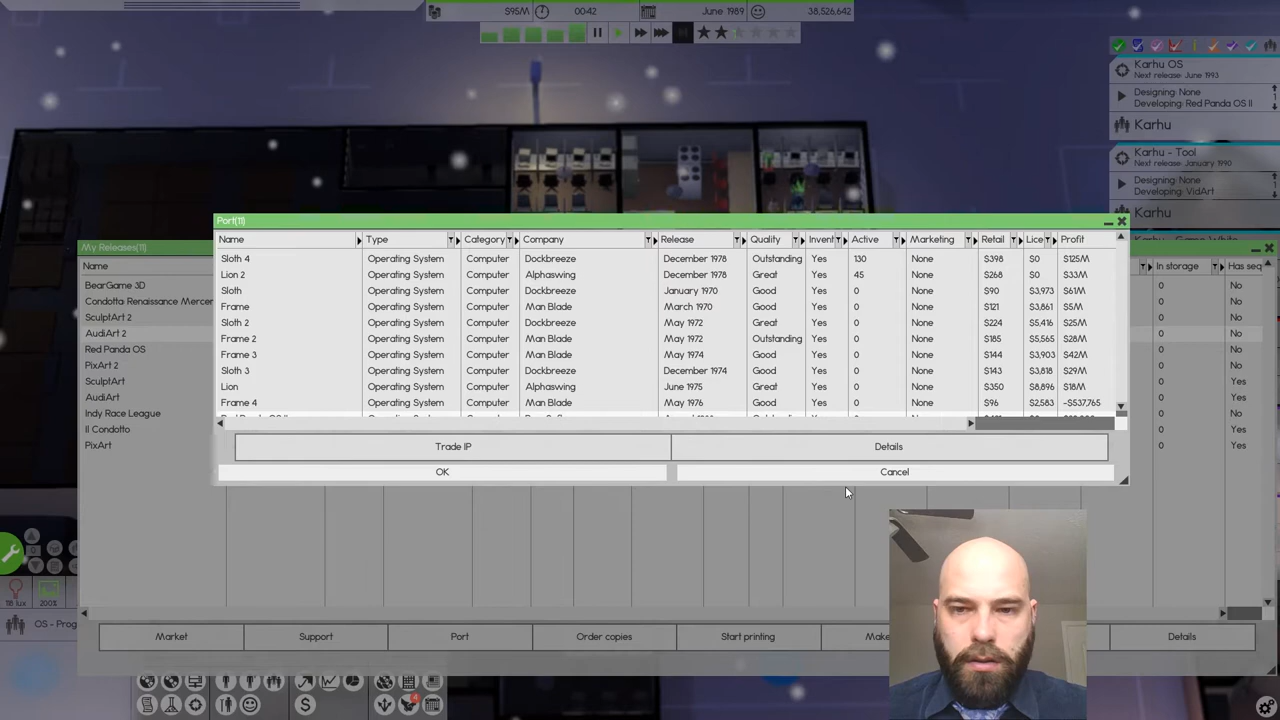 $95M 00:42 June 1989 38,526,642
Karhu OS
Next release: June 1993
Designing: None
Developing: Red Panda OS II
1
Karhu
Karhu - Tool
Next release: January 1990
Designing: None
Developing: VidArt
1
Karhu
Port(11)
Name Type Category Company Release Quality Invent Active Marketing Retail Lice Profit
Sloth 4 Operating System Computer Dockbreeze December 1978 Outstanding Yes 130 None $398 $0 $125M
Lion 2 Operating System Computer Alphaswing December 1978 Great Yes 45 None $268 $0 $33M
Sloth Operating System Computer Dockbreeze January 1970 Good Yes 0 None $90 $3,973 $61M
Frame Operating System Computer Man Blade March 1970 Good Yes 0 None $121 $3,861 $5M
Sloth 2 Operating System Computer Dockbreeze May 1972 Great Yes 0 None $224 $5,416 $25M
Frame 2 Operating System Computer Man Blade May 1972 Outstanding Yes 0 None $185 $5,565 $28M
Frame 3 Operating System Computer Man Blade May 1974 Good Yes 0 None $144 $3,903 $42M
Sloth 3 Operating System Computer Dockbreeze December 1974 Good Yes 0 None $143 $3,818 $29M
Lion Operating System Computer Alphaswing June 1975 Great Yes 0 None $350 $8,896 $18M
Frame 4 Operating System Computer Man Blade May 1976 Good Yes 0 None $96 $2,583 -$537,765
Trade IP Details
OK Cancel
My Releases(11)
Name In storage Has seq
BearGame 3D 0 No
Condotta: Renaissance Mercen 0 No
SculptArt 2 0 No
AudiArt 2 0 No
Red Panda OS 0 No
PixArt 2 0 No
SculptArt 0 Yes
AudiArt 0 Yes
Indy Race League 0 No
Il Condotto 0 Yes
PixArt 0 Yes
Market Support Port Order copies Start printing Make Details
0
118 lux 200%
OS - Prog
4